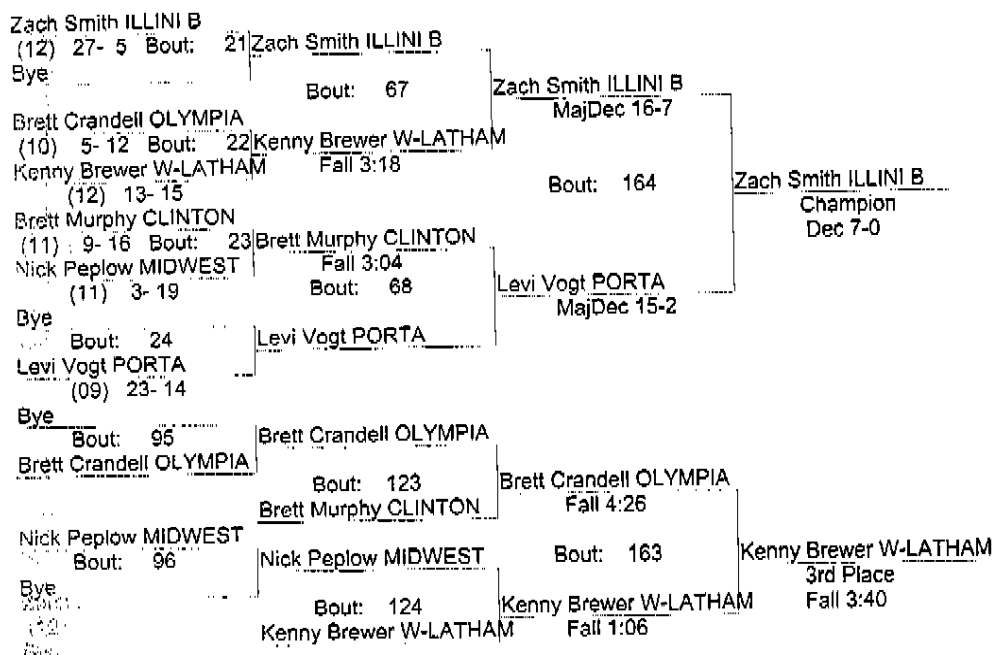 Zach Smith ILLINI B
(12) 27- 5 Bout: 21 Zach Smith ILLINI B
Bye
Bout: 67 Zach Smith ILLINI B
MajDec 16-7
Brett Crandell OLYMPIA
(10) 5- 12 Bout: 22 Kenny Brewer W-LATHAM
Kenny Brewer W-LATHAM Fall 3:18
(12) 13- 15
Bout: 164 Zach Smith ILLINI B
Champion
Dec 7-0
Brett Murphy CLINTON
(11) 9- 16 Bout: 23 Brett Murphy CLINTON
Nick Peplow MIDWEST Fall 3:04
(11) 3- 19
Bout: 68 Levi Vogt PORTA
MajDec 15-2
Bye
Bout: 24 Levi Vogt PORTA
Levi Vogt PORTA
(09) 23- 14
Bye
Bout: 95 Brett Crandell OLYMPIA
Brett Crandell OLYMPIA
Bout: 123 Brett Crandell OLYMPIA
Brett Murphy CLINTON Fall 4:26
Nick Peplow MIDWEST
Bout: 96 Nick Peplow MIDWEST
Bout: 163 Kenny Brewer W-LATHAM
3rd Place
Fall 3:40
Bye
Bout: 124 Kenny Brewer W-LATHAM
Kenny Brewer W-LATHAM Fall 1:06